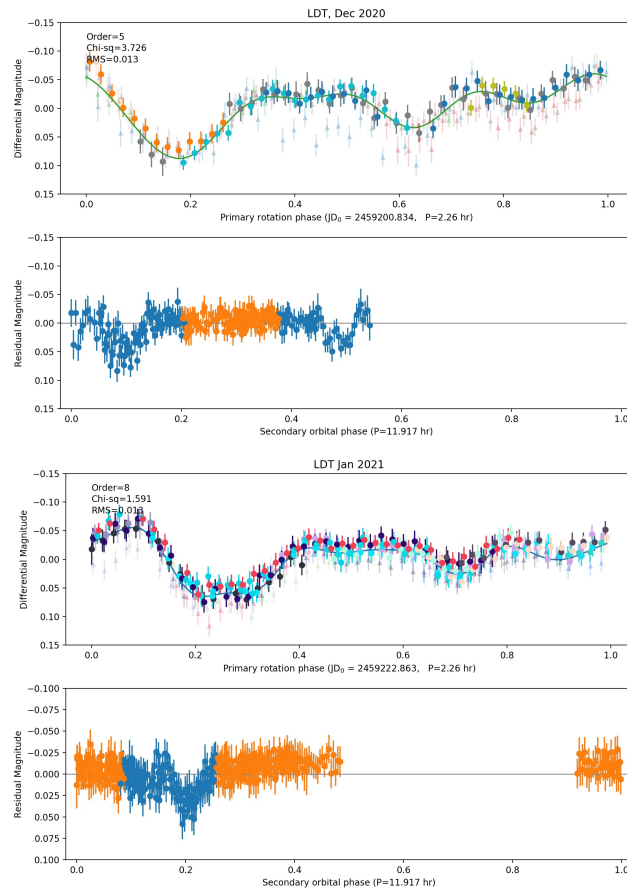 LDT, Dec 2020
Order=5
Chi-sq=3.726
RMS=0.013
−0.15
−0.10
−0.05
0.00
0.05
0.10
0.15
Differential Magnitude
0.0 0.2 0.4 0.6 0.8 1.0
Primary rotation phase (JD₀ = 2459200.834, P=2.26 hr)
−0.15
−0.10
−0.05
0.00
0.05
0.10
0.15
Residual Magnitude
0.0 0.2 0.4 0.6 0.8 1.0
Secondary orbital phase (P=11.917 hr)
LDT Jan 2021
Order=8
Chi-sq=1.591
RMS=0.013
−0.15
−0.10
−0.05
0.00
0.05
0.10
0.15
Differential Magnitude
0.0 0.2 0.4 0.6 0.8 1.0
Primary rotation phase (JD₀ = 2459222.863, P=2.26 hr)
−0.100
−0.075
−0.050
−0.025
0.000
0.025
0.050
0.075
0.100
Residual Magnitude
0.0 0.2 0.4 0.6 0.8 1.0
Secondary orbital phase (P=11.917 hr)